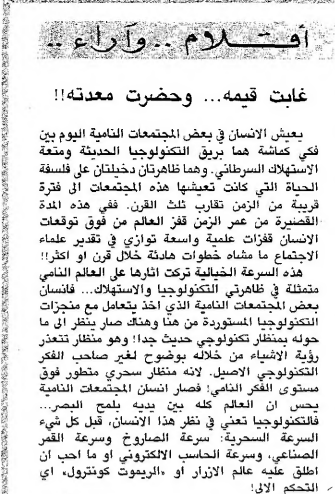 أقلام .. وآراء ..
غابت قيمه... وحضرت معدته!!
يعيش الانسان في بعض المجتمعات النامية اليوم بين
فكي كماشة هما بريق التكنولوجيا الحديثة ومتعة
الاستهلاك السرطاني. وهما ظاهرتان دخيلتان على فلسفة
الحياة التي كانت تعيشها هذه المجتمعات الى فترة
قريبة من الزمن تقارب ثلث القرن. ففي هذه المدة
القصيرة من عمر الزمن قفز العالم من فوق توقعات
الانسان قفزات علمية واسعة توازي في تقدير علماء
الاجتماع ما مشاه خطوات هادئة خلال قرن او اكثر!!
هذه السرعة الخيالية تركت اثارها على العالم النامي
متمثلة في ظاهرتي التكنولوجيا والاستهلاك... فانسان
بعض المجتمعات النامية الذي اخذ يتعامل مع منجزات
التكنولوجيا المستوردة من هنا وهناك صار ينظر الى ما
حوله بمنظار تكنولوجي حديث جدا! وهو منظار تتعذر
رؤية الاشياء من خلاله بوضوح لغير صاحب الفكر
التكنولوجي الاصيل. لانه منظار سحري متطور فوق
مستوى الفكر النامي! فصار انسان المجتمعات النامية
يحس ان العالم كله بين يديه بلمح البصر...
فالتكنولوجيا تعني في نظر هذا الانسان، قبل كل شيء
السرعة السحرية: سرعة الصاروخ وسرعة القمر
الصناعي، وسرعة الحاسب الالكتروني او ما احب ان
اطلق عليه عالم الازرار أو «الريموت كونترول» اي
التحكم الالي!